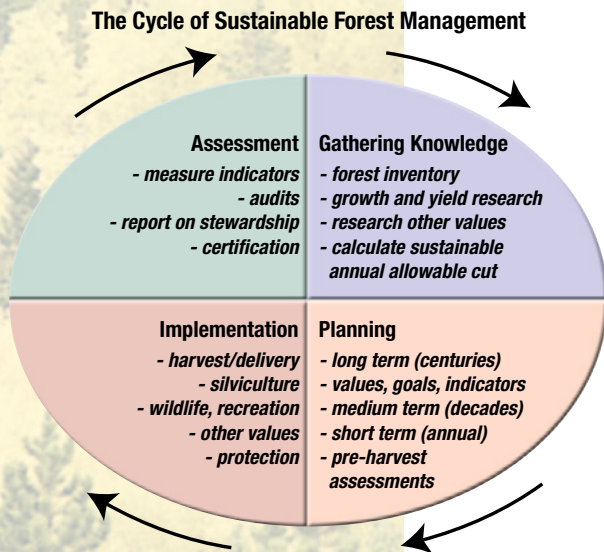 The Cycle of Sustainable Forest Management
Assessment
- measure indicators
- audits
- report on stewardship
- certification
Gathering Knowledge
- forest inventory
- growth and yield research
- research other values
- calculate sustainable
annual allowable cut
Implementation
- harvest/delivery
- silviculture
- wildlife, recreation
- other values
- protection
Planning
- long term (centuries)
- values, goals, indicators
- medium term (decades)
- short term (annual)
- pre-harvest
assessments